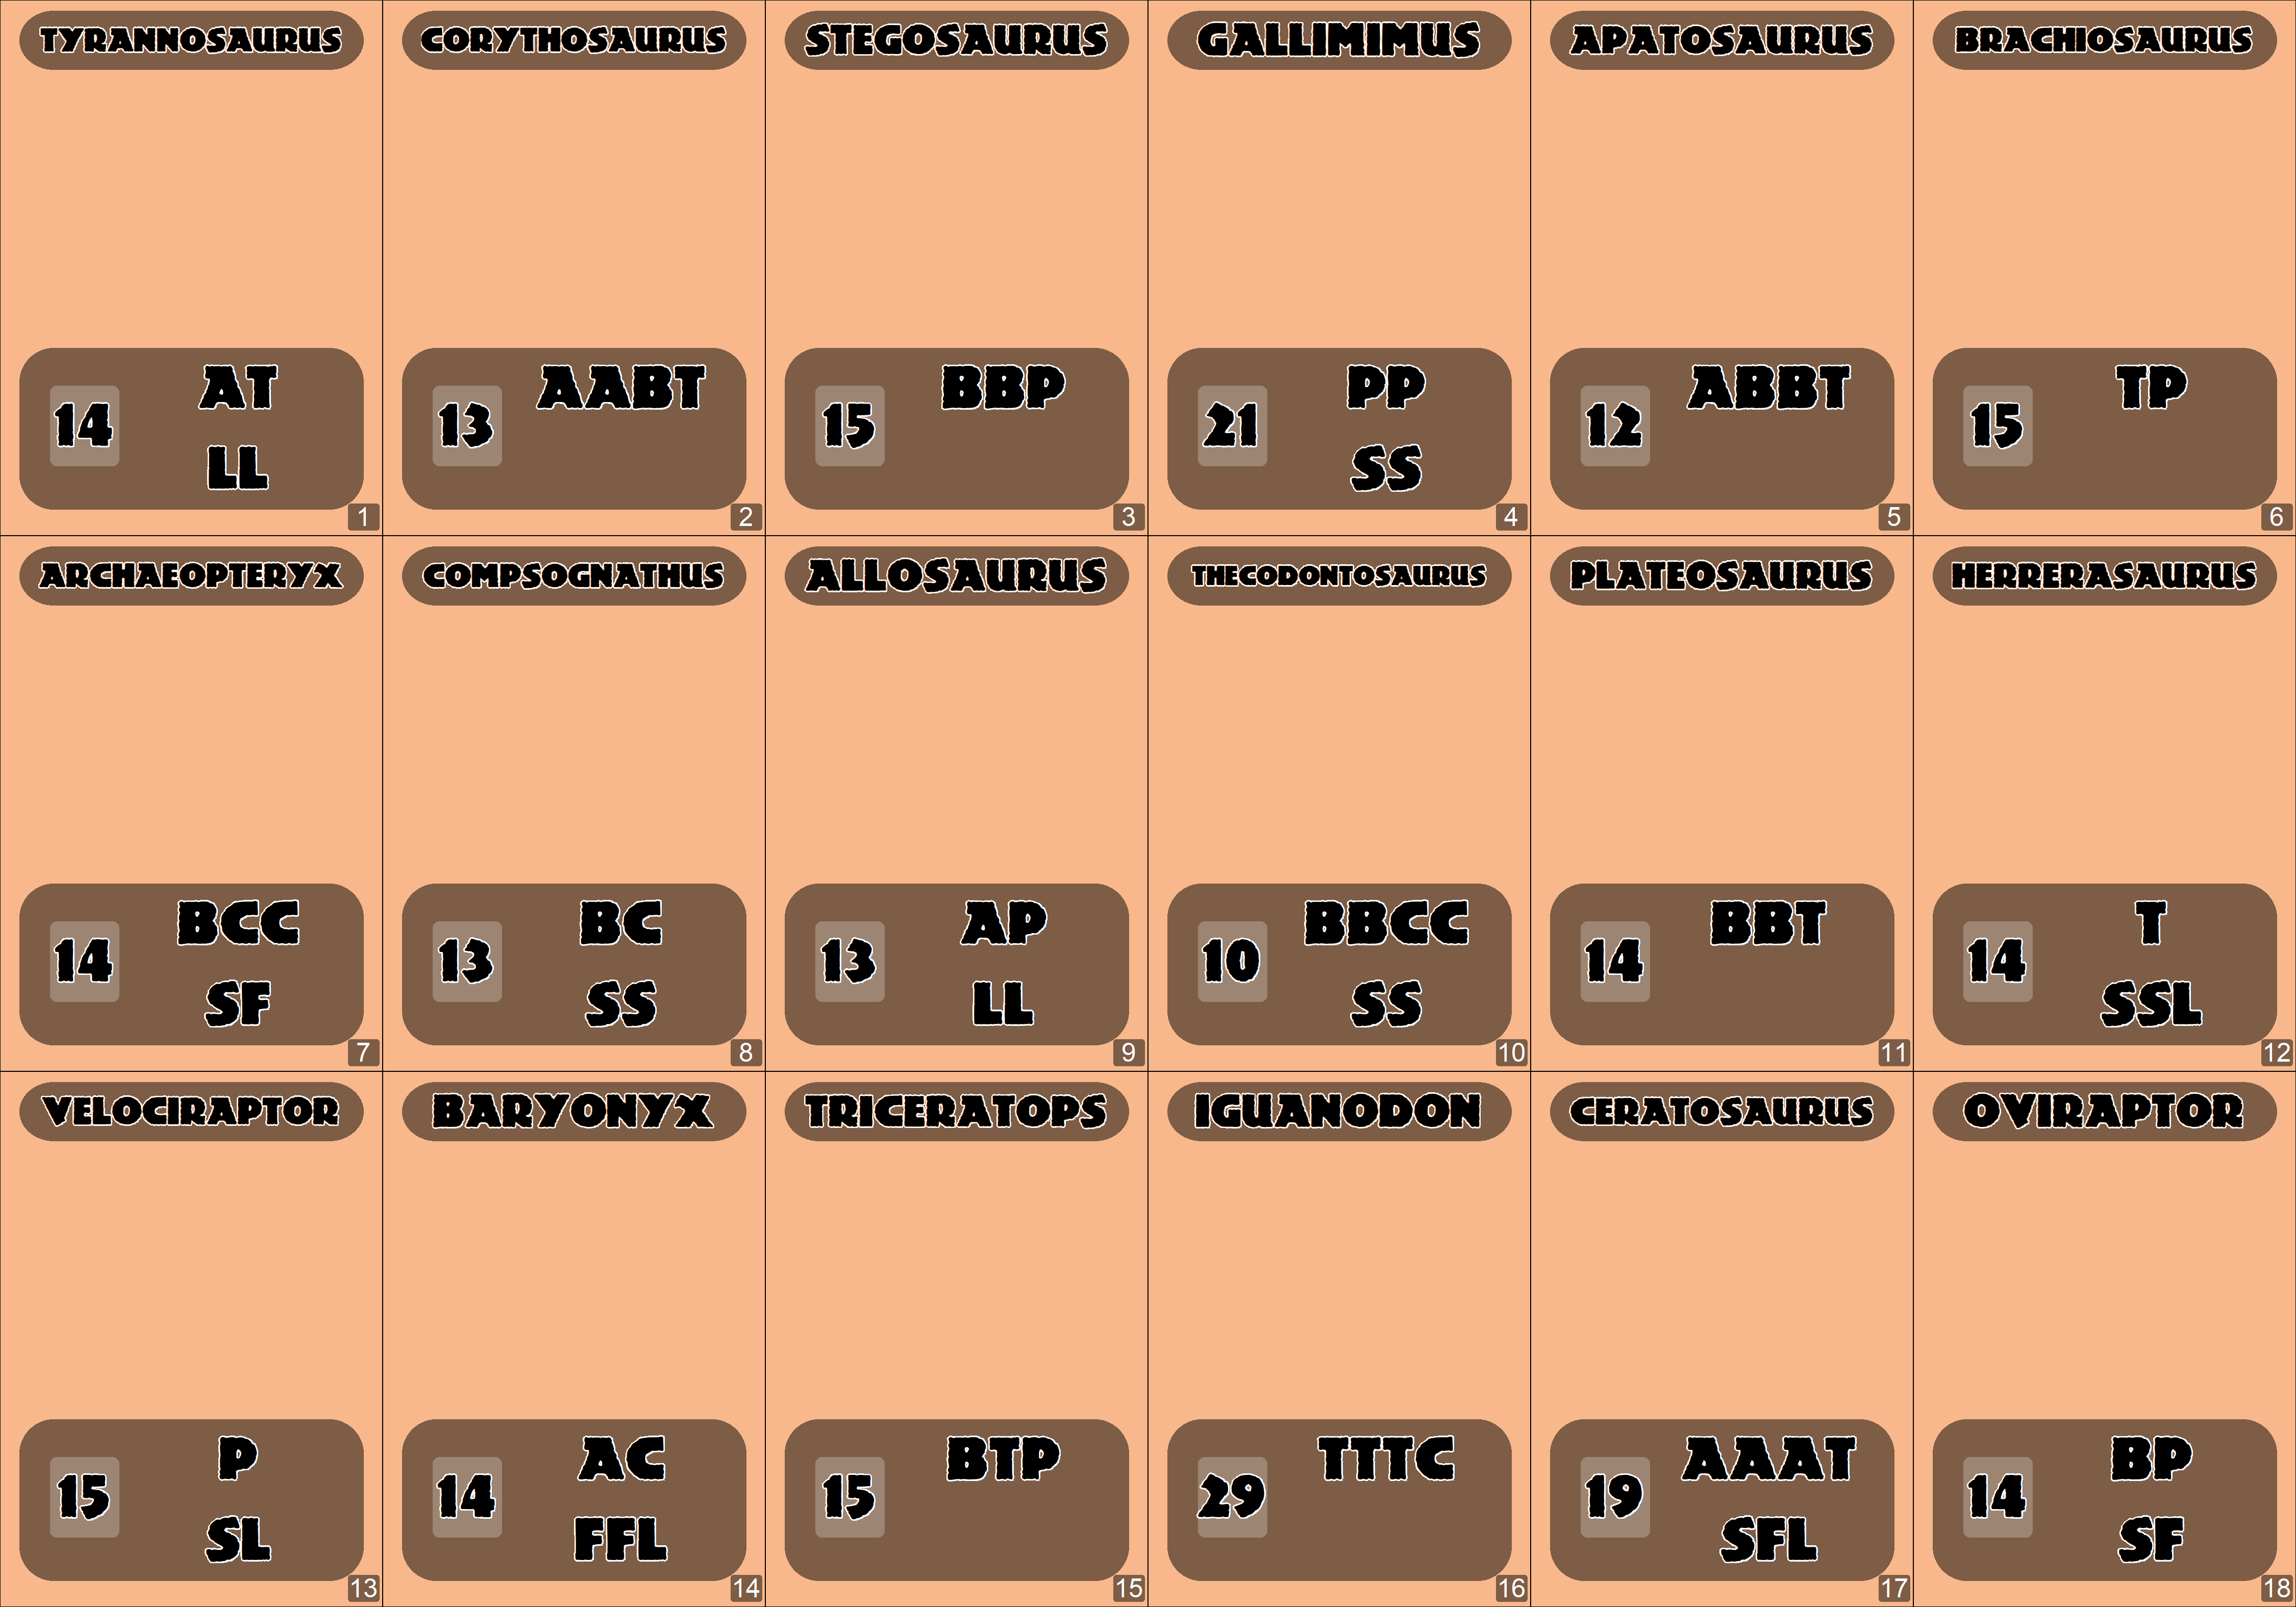 TYRANNOSAURUS
14
AT
LL
1
CORYTHOSAURUS
13
AABT
2
STEGOSAURUS
15
BBP
3
GALLIMIMUS
21
PP
SS
4
APATOSAURUS
12
ABBT
5
BRACHIOSAURUS
15
TP
6
ARCHAEOPTERYX
14
BCC
SF
7
COMPSOGNATHUS
13
BC
SS
8
ALLOSAURUS
13
AP
LL
9
THECODONTOSAURUS
10
BBCC
SS
10
PLATEOSAURUS
14
BBT
11
HERRERASAURUS
14
T
SSL
12
VELOCIRAPTOR
15
P
SL
13
BARYONYX
14
AC
FFL
14
TRICERATOPS
15
BTP
15
IGUANODON
29
TTTC
16
CERATOSAURUS
19
AAAT
SFL
17
OVIRAPTOR
14
BP
SF
18